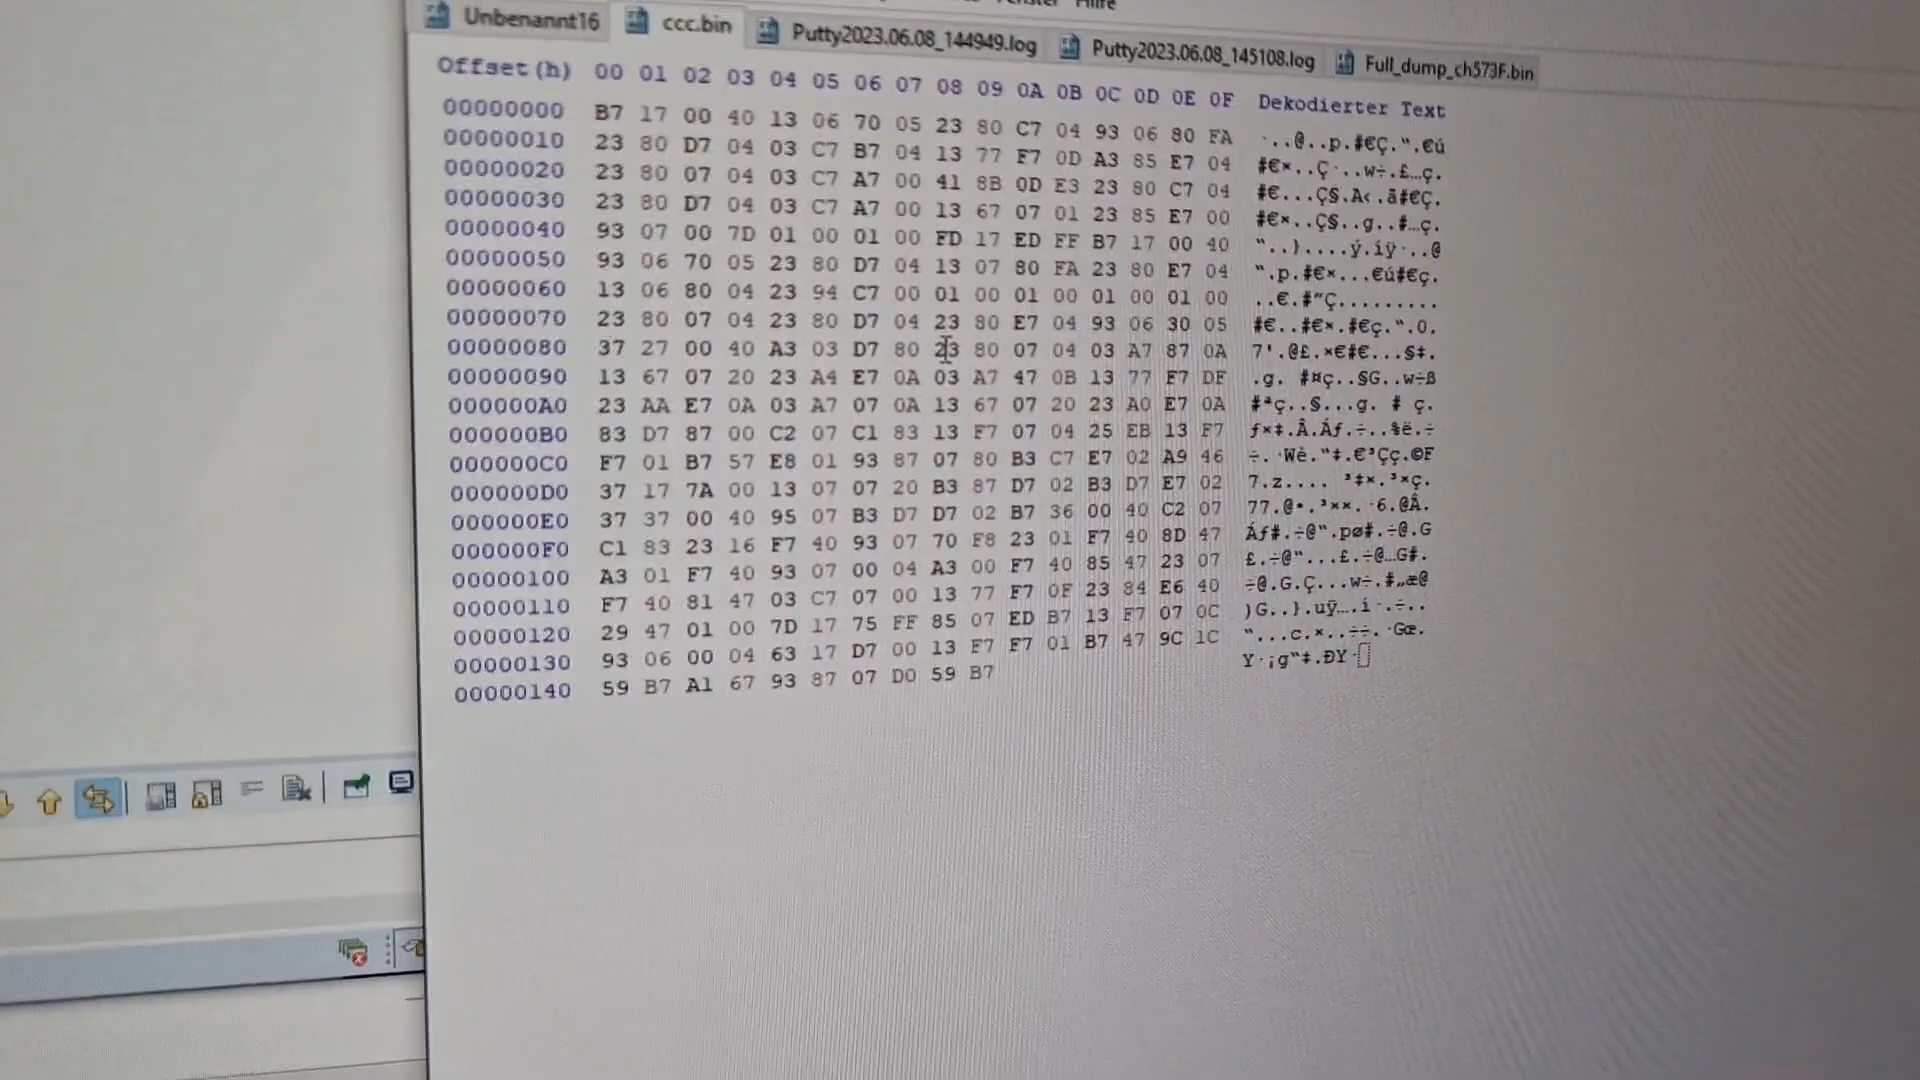 Hilfe
Unbenannt16 ccc.bin Putty2023.06.08_144949.log Putty2023.06.08_145108.log Full_dump_ch573F.bin
Offset(h) 00 01 02 03 04 05 06 07 08 09 0A 0B 0C 0D 0E 0F Dekodierter Text
00000000 B7 17 00 40 13 06 70 05 23 80 C7 04 93 06 80 FA ·..@..p.#€Ç.“.€ú
00000010 23 80 D7 04 03 C7 B7 04 13 77 F7 0D A3 85 E7 04 #€×..Ç·..w÷.£…ç.
00000020 23 80 07 04 03 C7 A7 00 41 8B 0D E3 23 80 C7 04 #€...Ç§.A‹.ã#€Ç.
00000030 23 80 D7 04 03 C7 A7 00 13 67 07 01 23 85 E7 00 #€×..Ç§..g..#…ç.
00000040 93 07 00 7D 01 00 01 00 FD 17 ED FF B7 17 00 40 “..}....ý.íÿ·..@
00000050 93 06 70 05 23 80 D7 04 13 07 80 FA 23 80 E7 04 “.p.#€×...€ú#€ç.
00000060 13 06 80 04 23 94 C7 00 01 00 01 00 01 00 01 00 ..€.#”Ç.........
00000070 23 80 07 04 23 80 D7 04 23 80 E7 04 93 06 30 05 #€..#€×.#€ç.“.0.
00000080 37 27 00 40 A3 03 D7 80 23 80 07 04 03 A7 87 0A 7'.@£.×€#€...§‡.
00000090 13 67 07 20 23 A4 E7 0A 03 A7 47 0B 13 77 F7 DF .g. #¤ç..§G..w÷ß
000000A0 23 AA E7 0A 03 A7 07 0A 13 67 07 20 23 A0 E7 0A #ªç..§...g. # ç.
000000B0 83 D7 87 00 C2 07 C1 83 13 F7 07 04 25 EB 13 F7 ƒ×‡.Â.Áƒ.÷..%ë.÷
000000C0 F7 01 B7 57 E8 01 93 87 07 80 B3 C7 E7 02 A9 46 ÷.·Wè.“‡.€³Çç.©F
000000D0 37 17 7A 00 13 07 07 20 B3 87 D7 02 B3 D7 E7 02 7.z.... ³‡×.³×ç.
000000E0 37 37 00 40 95 07 B3 D7 D7 02 B7 36 00 40 C2 07 77.@•.³××.·6.@Â.
000000F0 C1 83 23 16 F7 40 93 07 70 F8 23 01 F7 40 8D 47 Áƒ#.÷@“.pø#.÷@.G
00000100 A3 01 F7 40 93 07 00 04 A3 00 F7 40 85 47 23 07 £.÷@“...£.÷@…G#.
00000110 F7 40 81 47 03 C7 07 00 13 77 F7 0F 23 84 E6 40 ÷@.G.Ç...w÷.#„æ@
00000120 29 47 01 00 7D 17 75 FF 85 07 ED B7 13 F7 07 0C )G..}.uÿ….í·.÷..
00000130 93 06 00 04 63 17 D7 00 13 F7 F7 01 B7 47 9C 1C “...c.×..÷÷.·Gœ.
00000140 59 B7 A1 67 93 87 07 D0 59 B7 Y·¡g“‡.ÐY·